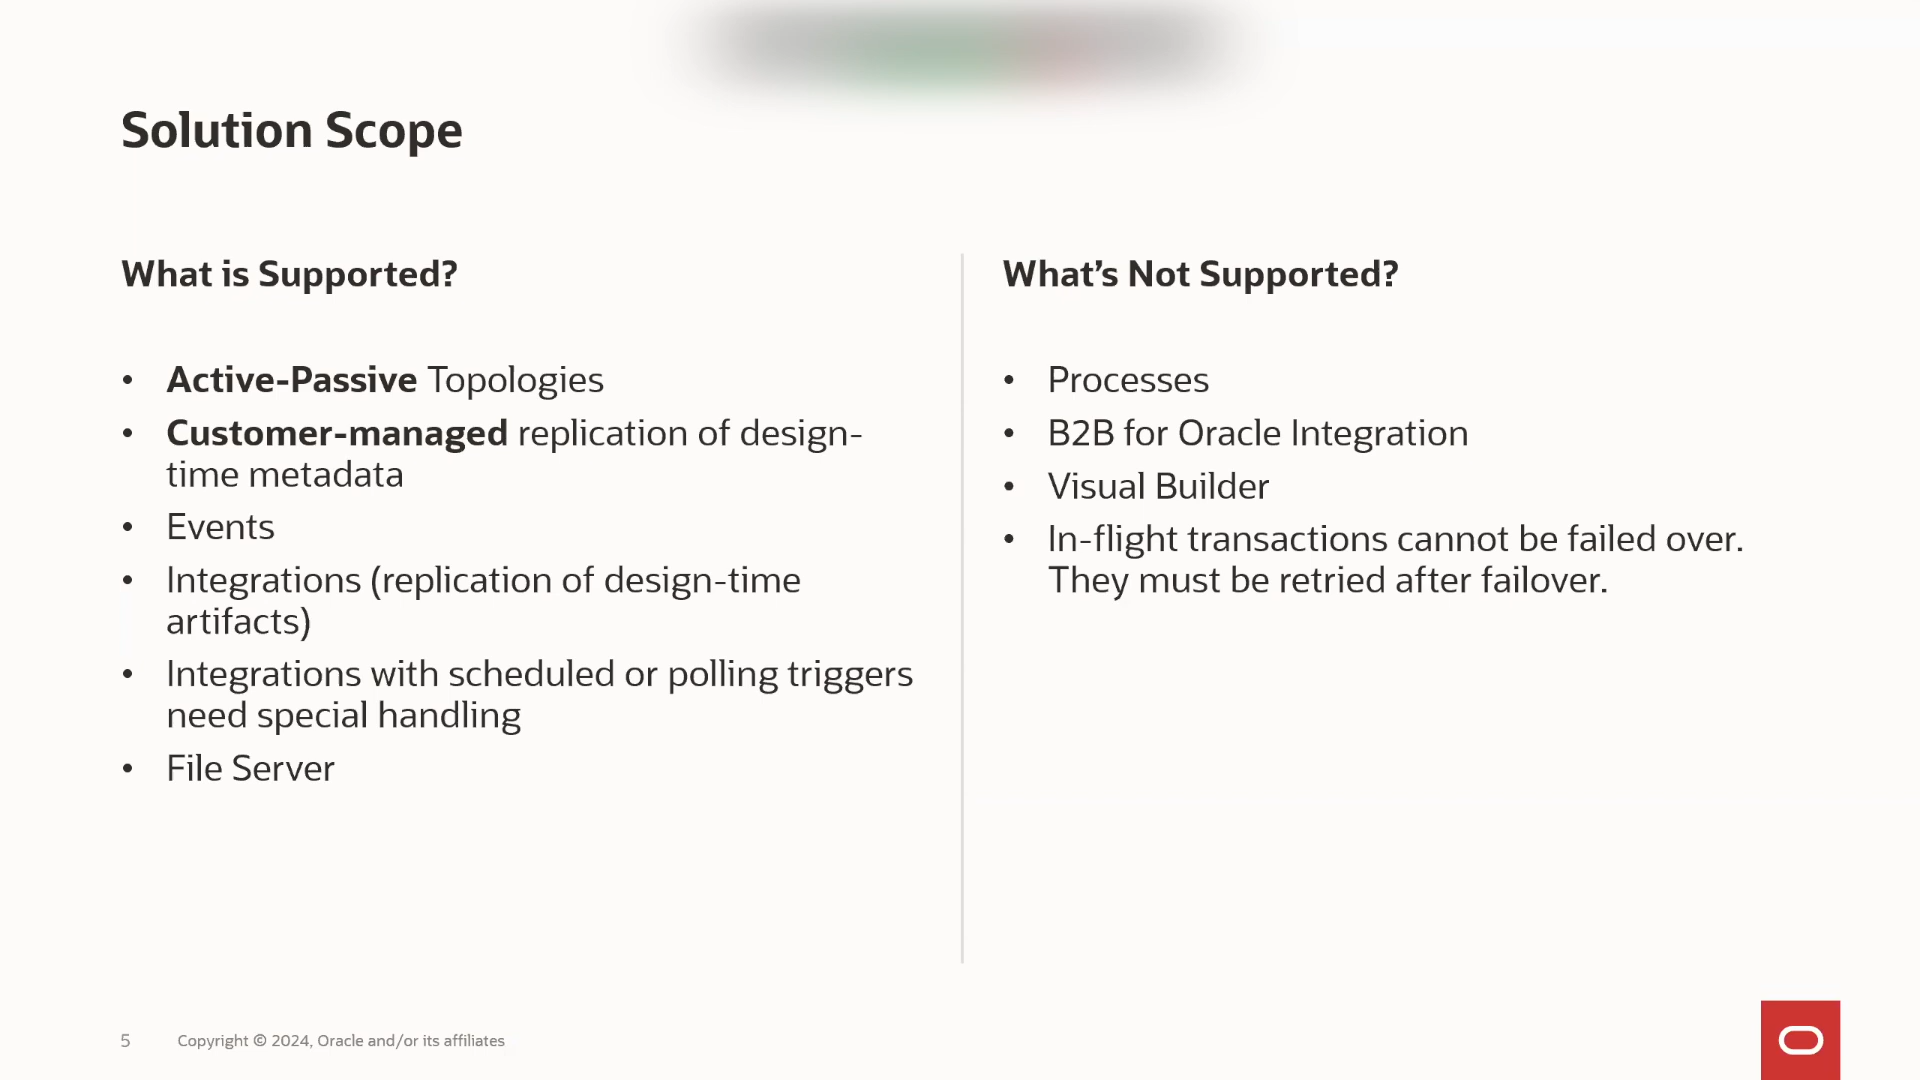 Solution Scope
What is Supported?
• Active-Passive Topologies
• Customer-managed replication of design-
time metadata
• Events
• Integrations (replication of design-time
artifacts)
• Integrations with scheduled or polling triggers
need special handling
• File Server
What’s Not Supported?
• Processes
• B2B for Oracle Integration
• Visual Builder
• In-flight transactions cannot be failed over.
They must be retried after failover.
5 Copyright © 2024, Oracle and/or its affiliates